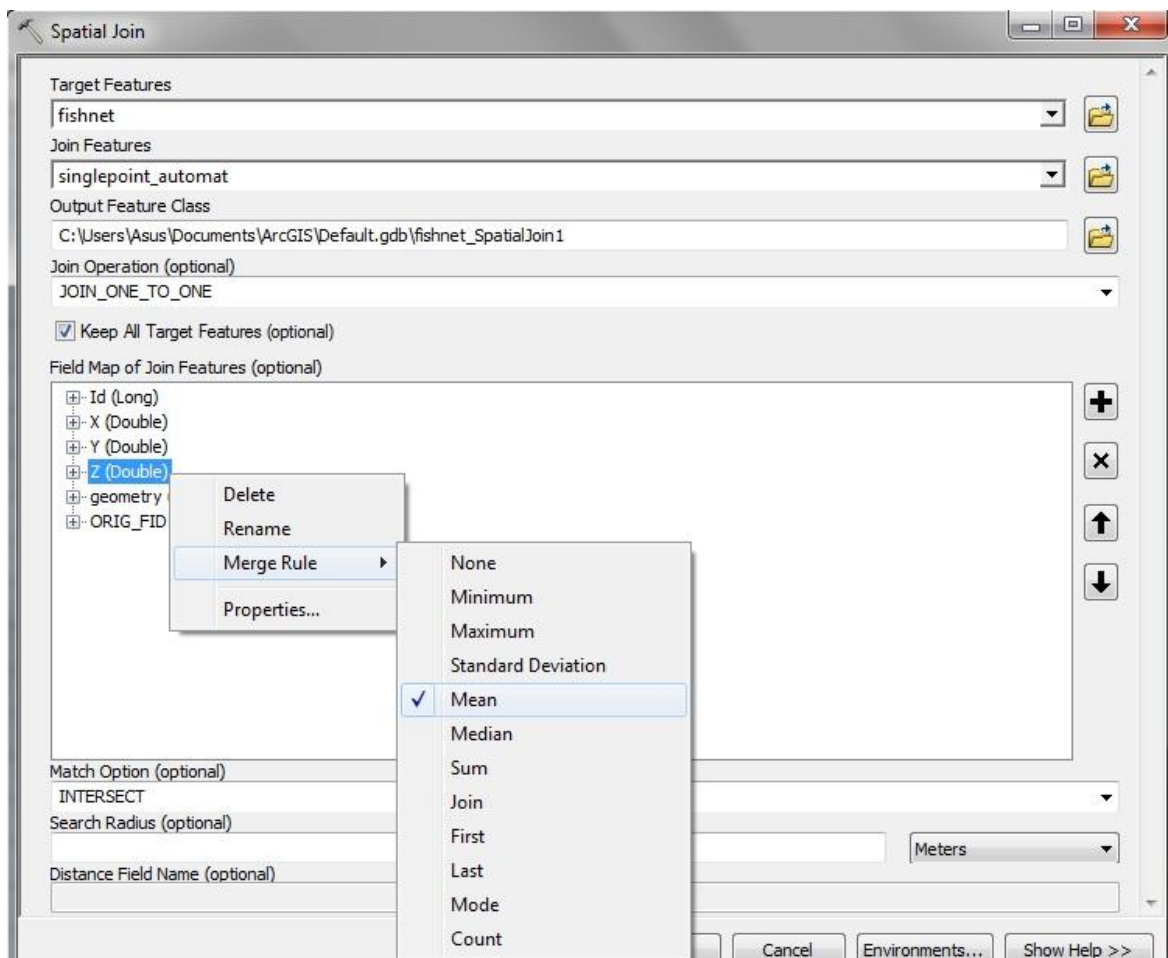 Spatial Join
Target Features
fishnet
Join Features
singlepoint_automat
Output Feature Class
C:\Users\Asus\Documents\ArcGIS\Default.gdb\fishnet_SpatialJoin1
Join Operation (optional)
JOIN_ONE_TO_ONE
Keep All Target Features (optional)
Field Map of Join Features (optional)
Id (Long)
X (Double)
Y (Double)
Z (Double)
geometry (
ORIG_FID
Delete
Rename
Merge Rule
Properties...
None
Minimum
Maximum
Standard Deviation
Mean
Median
Sum
Join
First
Last
Mode
Count
Match Option (optional)
INTERSECT
Search Radius (optional)
Meters
Distance Field Name (optional)
Cancel
Environments...
Show Help >>